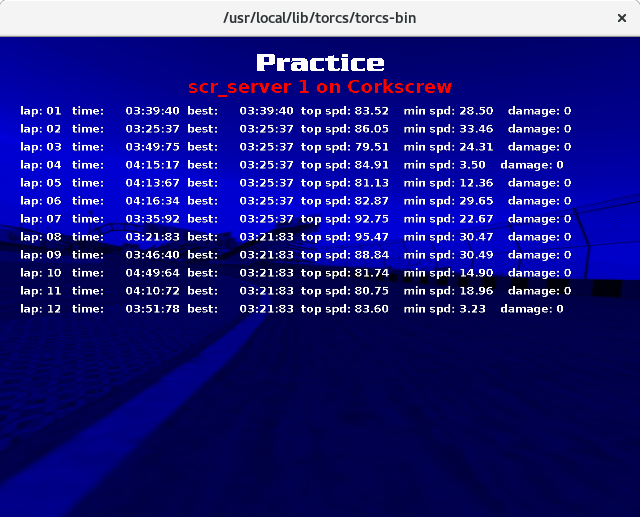 /usr/local/lib/torcs/torcs-bin
Practice
scr_server 1 on Corkscrew
lap: 01 time: 03:39:40 best: 03:39:40 top spd: 83.52 min spd: 28.50 damage: 0
lap: 02 time: 03:25:37 best: 03:25:37 top spd: 86.05 min spd: 33.46 damage: 0
lap: 03 time: 03:49:75 best: 03:25:37 top spd: 79.51 min spd: 24.31 damage: 0
lap: 04 time: 04:15:17 best: 03:25:37 top spd: 84.91 min spd: 3.50 damage: 0
lap: 05 time: 04:13:67 best: 03:25:37 top spd: 81.13 min spd: 12.36 damage: 0
lap: 06 time: 04:16:34 best: 03:25:37 top spd: 82.87 min spd: 29.65 damage: 0
lap: 07 time: 03:35:92 best: 03:25:37 top spd: 92.75 min spd: 22.67 damage: 0
lap: 08 time: 03:21:83 best: 03:21:83 top spd: 95.47 min spd: 30.47 damage: 0
lap: 09 time: 03:46:40 best: 03:21:83 top spd: 88.84 min spd: 30.49 damage: 0
lap: 10 time: 04:49:64 best: 03:21:83 top spd: 81.74 min spd: 14.90 damage: 0
lap: 11 time: 04:10:72 best: 03:21:83 top spd: 80.75 min spd: 18.96 damage: 0
lap: 12 time: 03:51:78 best: 03:21:83 top spd: 83.60 min spd: 3.23 damage: 0